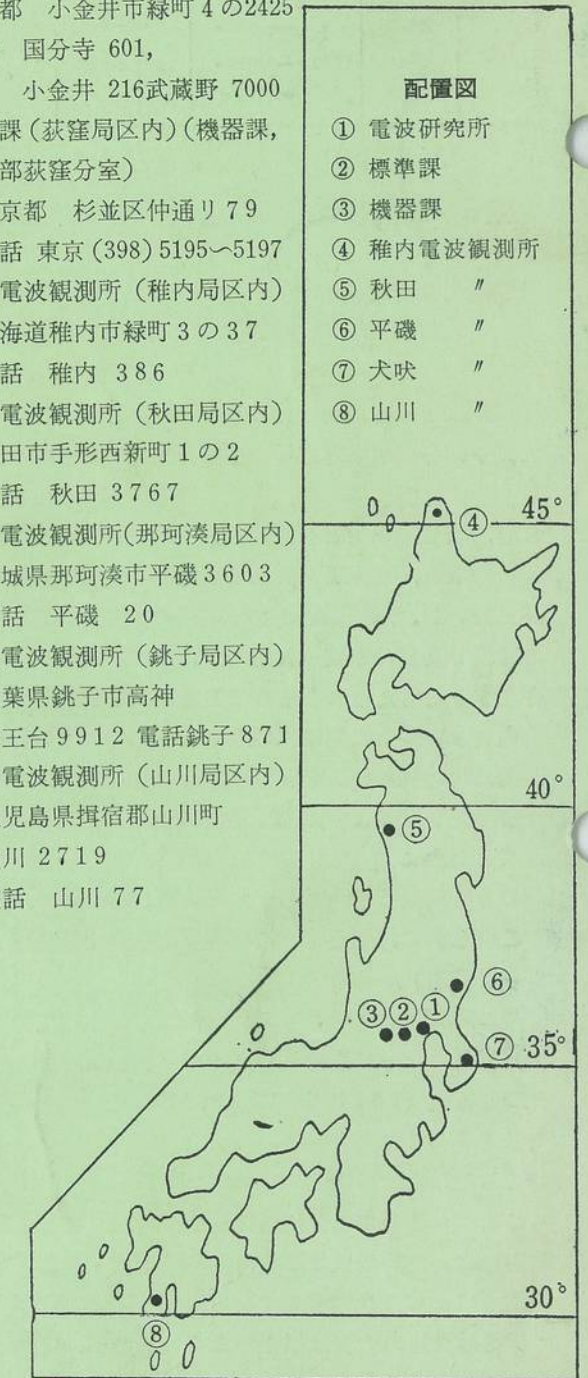 都 小金井市緑町4の2425
国分寺 601,
小金井 216武蔵野 7000
課(荻窪局区内)(機器課,
部荻窪分室)
京都 杉並区仲通リ79
話 東京(398)5195〜5197
電波観測所(稚内局区内)
海道稚内市緑町3の37
話 稚内 386
電波観測所(秋田局区内)
田市手形西新町1の2
話 秋田 3767
電波観測所(那珂湊局区内)
城県那珂湊市平磯3603
話 平磯 20
電波観測所(銚子局区内)
葉県銚子市高神
王台9912 電話銚子871
電波観測所(山川局区内)
児島県揖宿郡山川町
川2719
話 山川 77
配置図
① 電波研究所
② 標準課
③ 機器課
④ 稚内電波観測所
⑤ 秋田 〃
⑥ 平磯 〃
⑦ 犬吠 〃
⑧ 山川 〃
④ 45°
40°
⑤
⑥
③ ② ①
⑦ 35°
30°
⑧